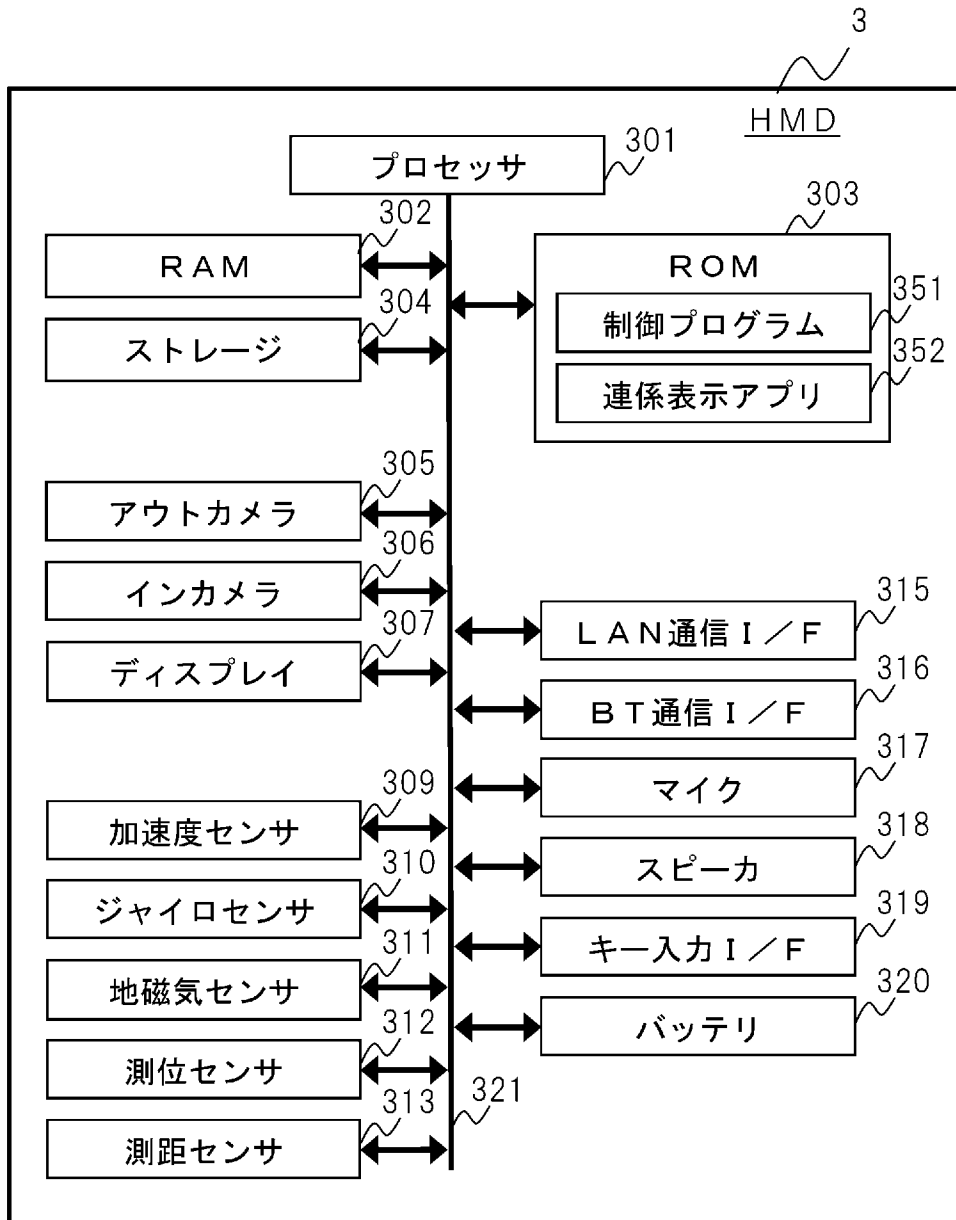 3
HMD
301
プロセッサ
302
RAM
303
ROM
351
制御プログラム
352
連係表示アプリ
304
ストレージ
305
アウトカメラ
306
インカメラ
307
ディスプレイ
315
LAN通信I/F
316
BT通信I/F
317
マイク
309
加速度センサ
318
スピーカ
310
ジャイロセンサ
319
キー入力I/F
311
地磁気センサ
320
バッテリ
312
測位センサ
321
313
測距センサ